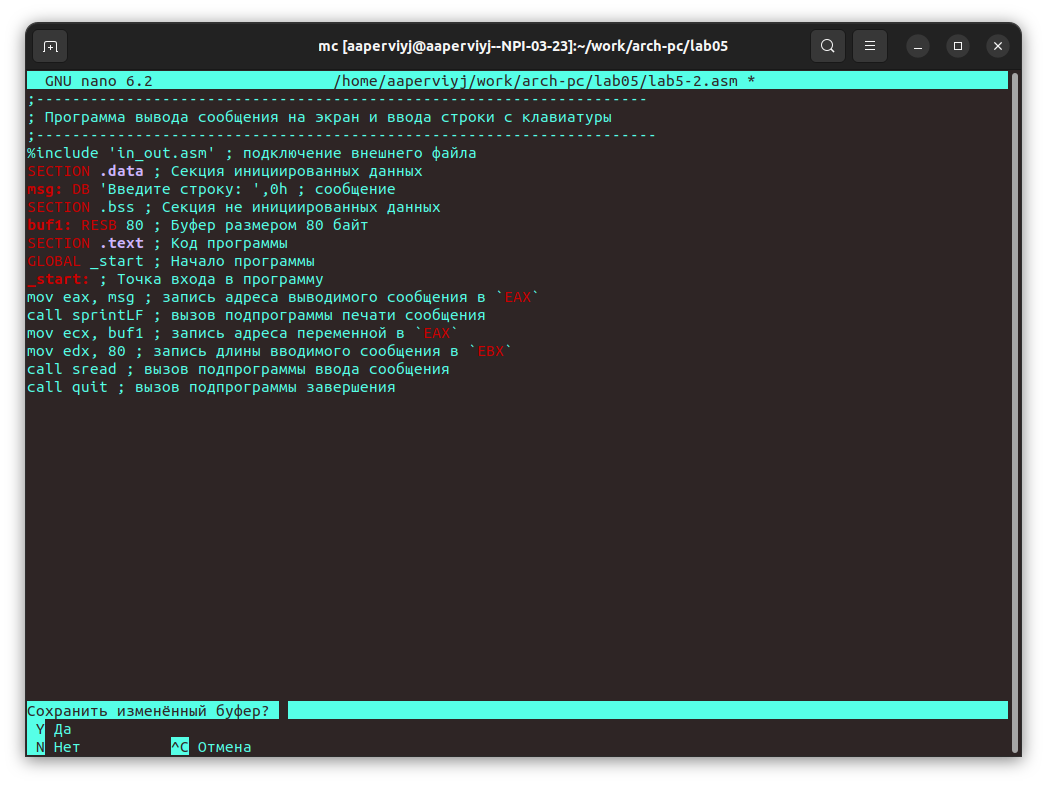 mc [aaperviyj@aaperviyj--NPI-03-23]:~/work/arch-pc/lab05
GNU nano 6.2 /home/aaperviyj/work/arch-pc/lab05/lab5-2.asm *
;--------------------------------------------------------------------
; Программа вывода сообщения на экран и ввода строки с клавиатуры
;---------------------------------------------------------------------
%include 'in_out.asm' ; подключение внешнего файла
SECTION .data ; Секция инициированных данных
msg: DB 'Введите строку: ',0h ; сообщение
SECTION .bss ; Секция не инициированных данных
buf1: RESB 80 ; Буфер размером 80 байт
SECTION .text ; Код программы
GLOBAL _start ; Начало программы
_start: ; Точка входа в программу
mov eax, msg ; запись адреса выводимого сообщения в `EAX`
call sprintLF ; вызов подпрограммы печати сообщения
mov ecx, buf1 ; запись адреса переменной в `EAX`
mov edx, 80 ; запись длины вводимого сообщения в `EBX`
call sread ; вызов подпрограммы ввода сообщения
call quit ; вызов подпрограммы завершения
Сохранить изменённый буфер?
Y Да
N Нет ^C Отмена